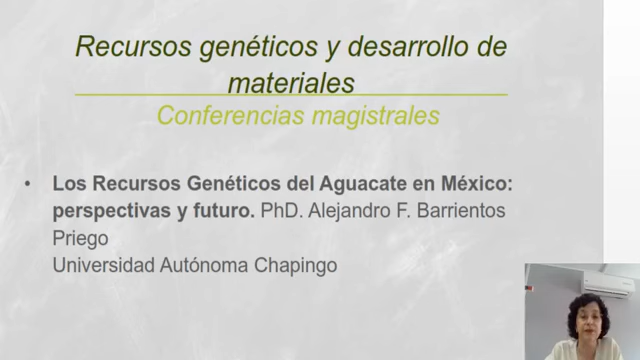 Recursos genéticos y desarrollo de
materiales
Conferencias magistrales
• Los Recursos Genéticos del Aguacate en México:
perspectivas y futuro. PhD. Alejandro F. Barrientos
Priego
Universidad Autónoma Chapingo